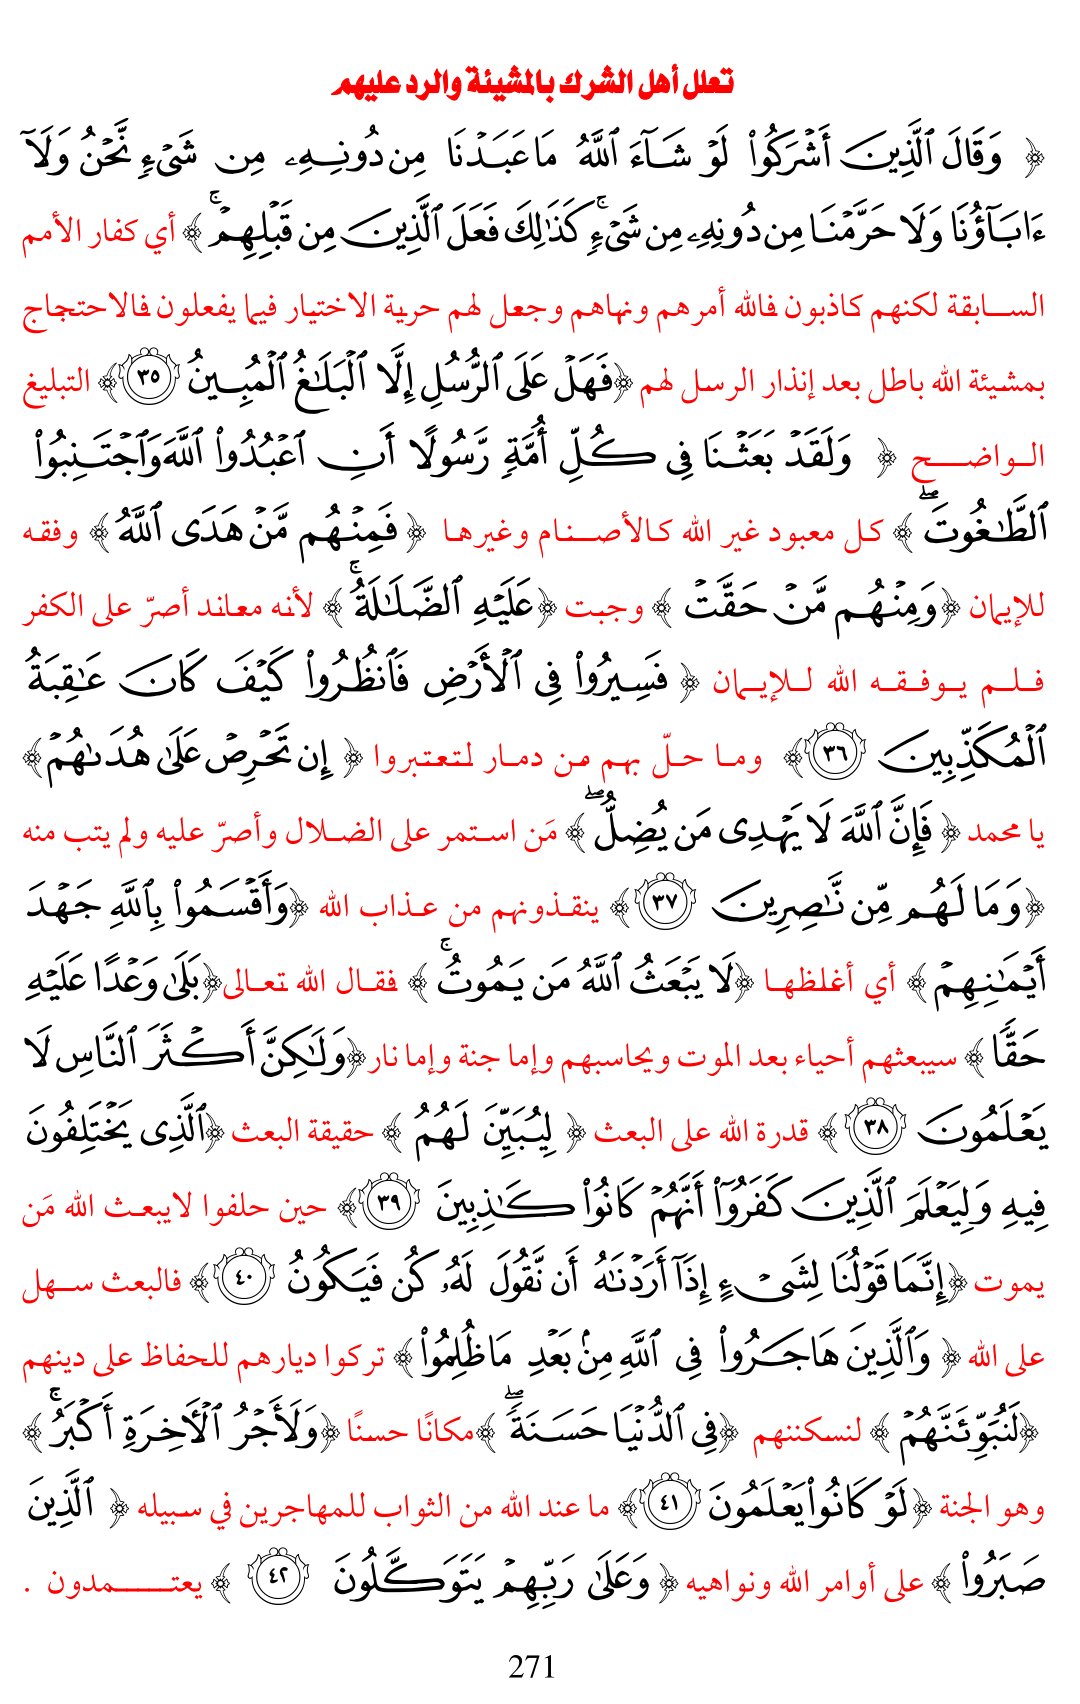 تعلل أهل الشرك بالمشيئة والرد عليهم
﴿ وَقَالَ ٱلَّذِينَ أَشْرَكُوا۟ لَوْ شَآءَ ٱللَّهُ مَا عَبَدْنَا مِن دُونِهِۦ مِن شَىْءٍ نَّحْنُ وَلَآ
ءَابَآؤُنَا وَلَا حَرَّمْنَا مِن دُونِهِۦ مِن شَىْءٍ ۚ كَذَٰلِكَ فَعَلَ ٱلَّذِينَ مِن قَبْلِهِمْ ۚ ﴾ أي كفار الأمم
السابقة لكنهم كاذبون فالله أمرهم ونهاهم وجعل لهم حرية الاختيار فيما يفعلون فالاحتجاج
بمشيئة الله باطل بعد إنذار الرسل لهم ﴿فَهَلْ عَلَى ٱلرُّسُلِ إِلَّا ٱلْبَلَٰغُ ٱلْمُبِينُ ٣٥﴾ التبليغ
الواضح ﴿ وَلَقَدْ بَعَثْنَا فِى كُلِّ أُمَّةٍ رَّسُولًا أَنِ ٱعْبُدُوا۟ ٱللَّهَ وَٱجْتَنِبُوا۟
ٱلطَّٰغُوتَ ۖ ﴾ كل معبود غير الله كالأصنام وغيرها ﴿ فَمِنْهُم مَّنْ هَدَى ٱللَّهُ ﴾ وفقه
للإيمان ﴿وَمِنْهُم مَّنْ حَقَّتْ ﴾ وجبت ﴿عَلَيْهِ ٱلضَّلَٰلَةُ ۚ ﴾ لأنه معاند أصرّ على الكفر
فلم يوفقه الله للإيمان ﴿ فَسِيرُوا۟ فِى ٱلْأَرْضِ فَٱنظُرُوا۟ كَيْفَ كَانَ عَٰقِبَةُ
ٱلْمُكَذِّبِينَ ٣٦﴾ وما حلّ بهم من دمار لتعتبروا ﴿ إِن تَحْرِصْ عَلَىٰ هُدَىٰهُمْ﴾
يا محمد ﴿ فَإِنَّ ٱللَّهَ لَا يَهْدِى مَن يُضِلُّ ۖ ﴾ مَن استمر على الضلال وأصرّ عليه ولم يتب منه
﴿وَمَا لَهُم مِّن نَّٰصِرِينَ ٣٧﴾ ينقذونهم من عذاب الله ﴿وَأَقْسَمُوا۟ بِٱللَّهِ جَهْدَ
أَيْمَٰنِهِمْ ﴾ أي أغلظها ﴿لَا يَبْعَثُ ٱللَّهُ مَن يَمُوتُ ۚ ﴾ فقال الله تعالى﴿بَلَىٰ وَعْدًا عَلَيْهِ
حَقًّا ﴾ سيبعثهم أحياء بعد الموت ويحاسبهم وإما جنة وإما نار﴿وَلَٰكِنَّ أَكْثَرَ ٱلنَّاسِ لَا
يَعْلَمُونَ ٣٨﴾ قدرة الله على البعث ﴿ لِيُبَيِّنَ لَهُمُ ﴾ حقيقة البعث ﴿ٱلَّذِى يَخْتَلِفُونَ
فِيهِ وَلِيَعْلَمَ ٱلَّذِينَ كَفَرُوٓا۟ أَنَّهُمْ كَانُوا۟ كَٰذِبِينَ ٣٩﴾ حين حلفوا لايبعث الله مَن
يموت ﴿إِنَّمَا قَوْلُنَا لِشَىْءٍ إِذَآ أَرَدْنَٰهُ أَن نَّقُولَ لَهُۥ كُن فَيَكُونُ ٤٠﴾ فالبعث سهل
على الله ﴿ وَٱلَّذِينَ هَاجَرُوا۟ فِى ٱللَّهِ مِنۢ بَعْدِ مَا ظُلِمُوا۟ ﴾ تركوا ديارهم للحفاظ على دينهم
﴿لَنُبَوِّئَنَّهُمْ ﴾ لنسكننهم ﴿فِى ٱلدُّنْيَا حَسَنَةً ۖ ﴾مكانًا حسنًا ﴿وَلَأَجْرُ ٱلْـَٔاخِرَةِ أَكْبَرُ ۚ ﴾
وهو الجنة ﴿لَوْ كَانُوا۟ يَعْلَمُونَ ٤١﴾ ما عند الله من الثواب للمهاجرين في سبيله ﴿ ٱلَّذِينَ
صَبَرُوا۟ ﴾ على أوامر الله ونواهيه ﴿ وَعَلَىٰ رَبِّهِمْ يَتَوَكَّلُونَ ٤٢ ﴾ يعتمدون .
271